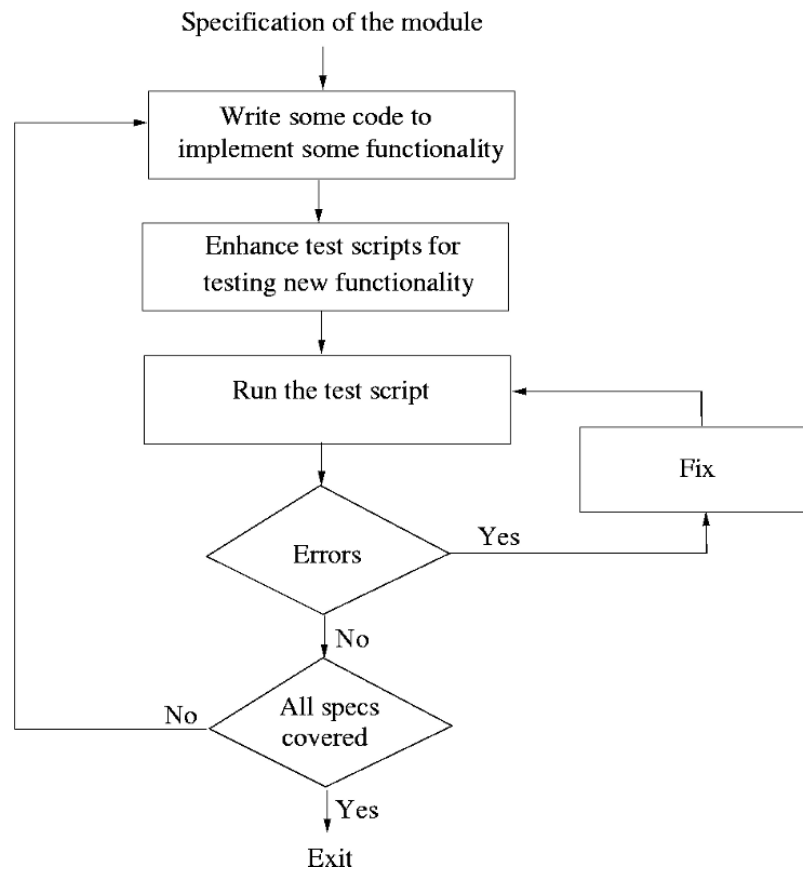 Specification of the module
Write some code to
implement some functionality
Enhance test scripts for
testing new functionality
Run the test script
Fix
Errors
Yes
No
All specs
covered
No
Yes
Exit